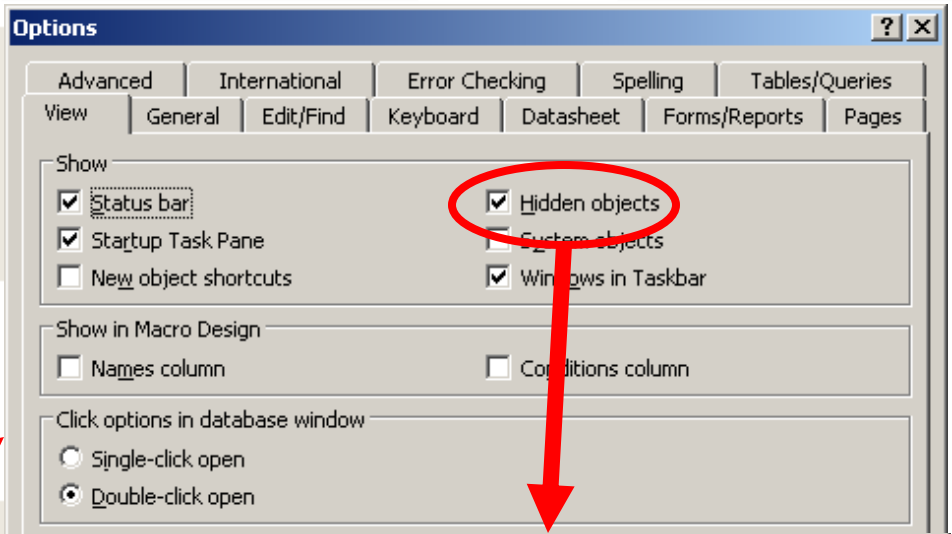 Options
Advanced International Error Checking Spelling Tables/Queries
View General Edit/Find Keyboard Datasheet Forms/Reports Pages
Show
Status bar Hidden objects
Startup Task Pane System objects
New object shortcuts Windows in Taskbar
Show in Macro Design
Names column Conditions column
Click options in database window
Single-click open
Double-click open